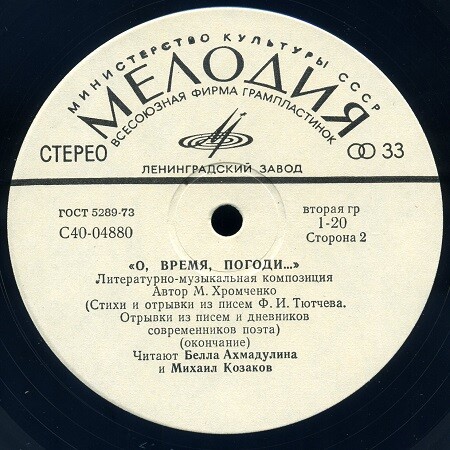 МИНИСТЕРСТВО КУЛЬТУРЫ СССР
МЕЛОДИЯ
ВСЕСОЮЗНАЯ ФИРМА ГРАМПЛАСТИНОК
СТЕРЕО
33
ЛЕНИНГРАДСКИЙ ЗАВОД
ГОСТ 5289-73
С40-04880
вторая гр
1-20
Сторона 2
«О, ВРЕМЯ, ПОГОДИ...»
Литературно-музыкальная композиция
Автор М. Хромченко
(Стихи и отрывки из писем Ф. И. Тютчева.
Отрывки из писем и дневников
современников поэта)
(окончание)
Читают Белла Ахмадулина
и Михаил Козаков